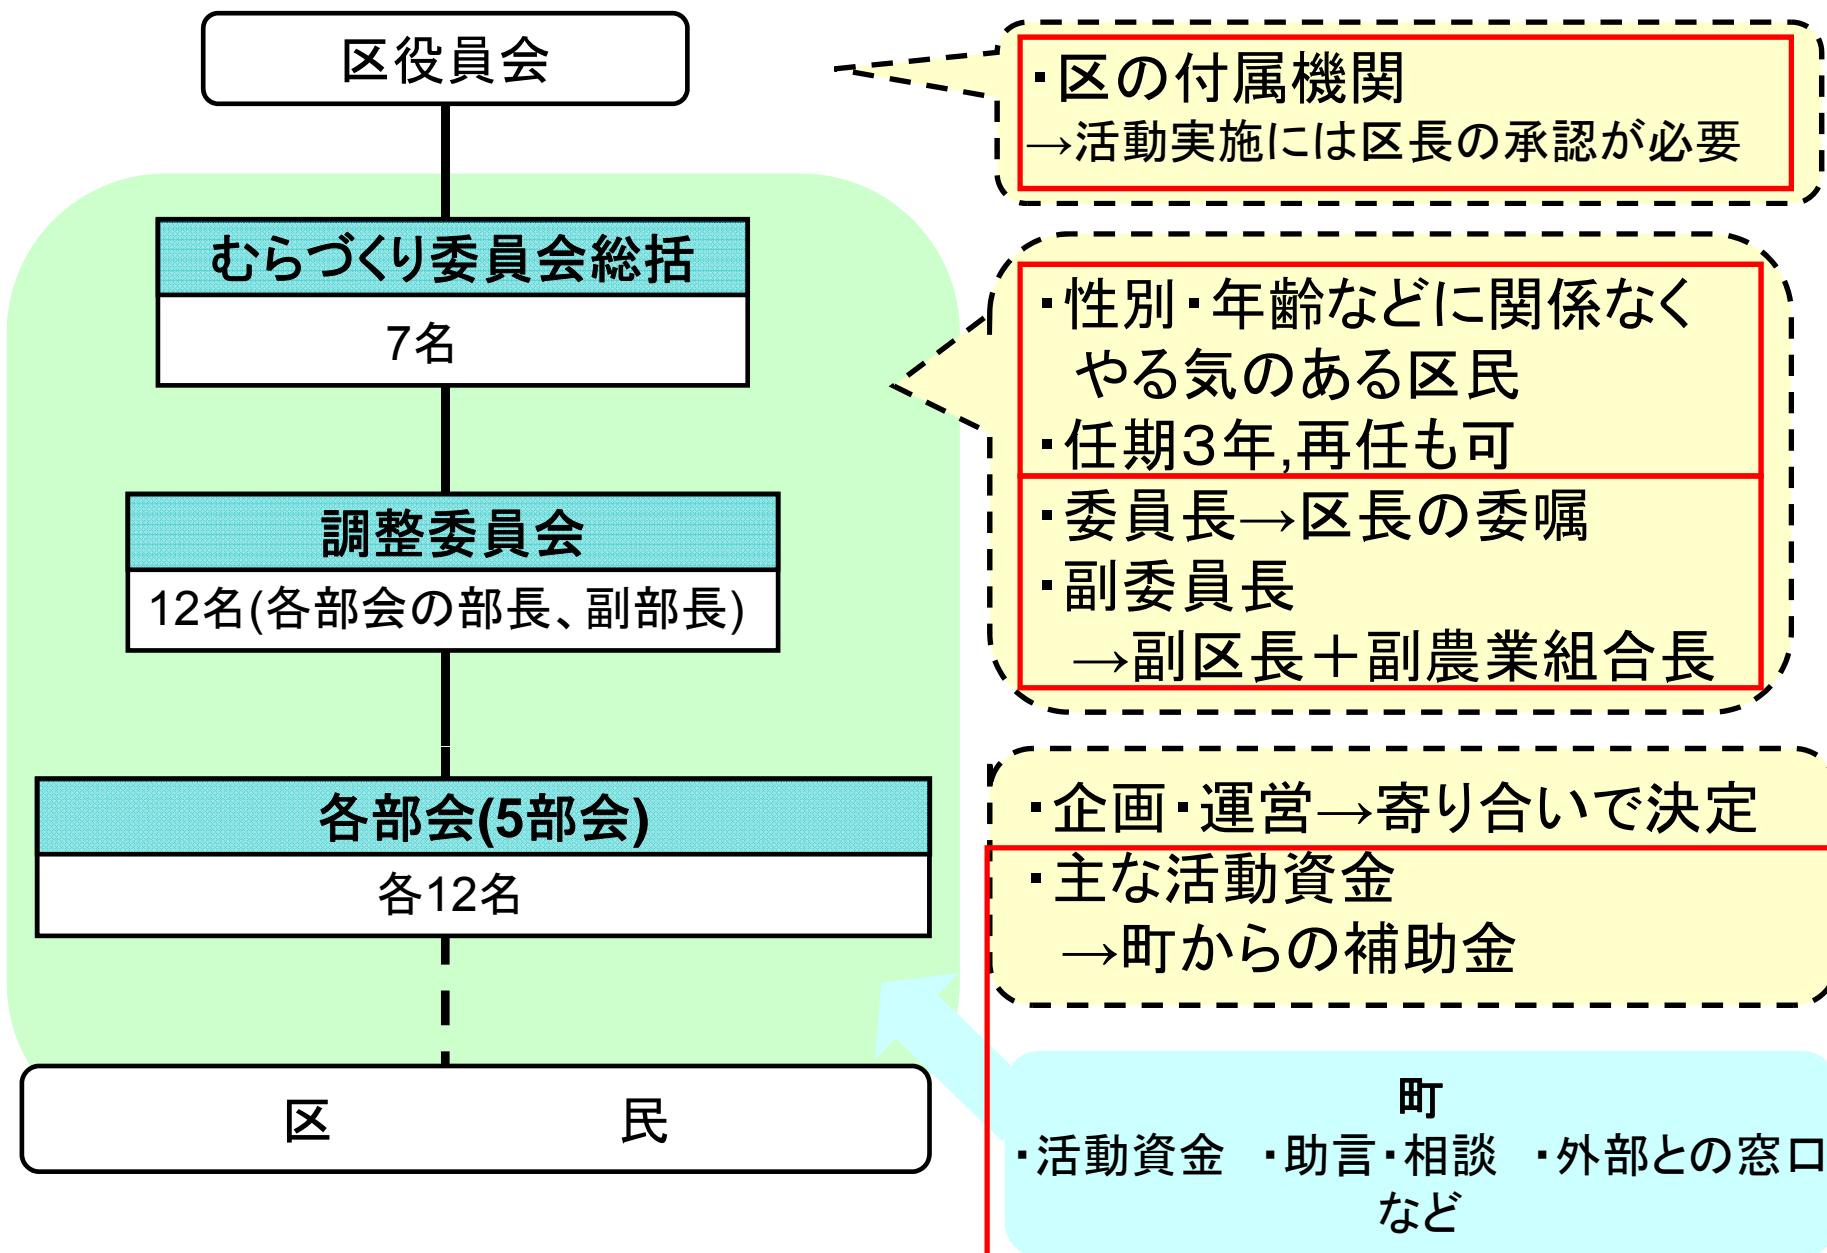 区役員会
むらづくり委員会総括
7名
調整委員会
12名(各部会の部長、副部長)
各部会(5部会)
各12名
区　民
・区の付属機関
→活動実施には区長の承認が必要
・性別・年齢などに関係なく
やる気のある区民
・任期３年,再任も可
・委員長→区長の委嘱
・副委員長
→副区長＋副農業組合長
・企画・運営→寄り合いで決定
・主な活動資金
→町からの補助金
町
・活動資金　・助言・相談　・外部との窓口
など